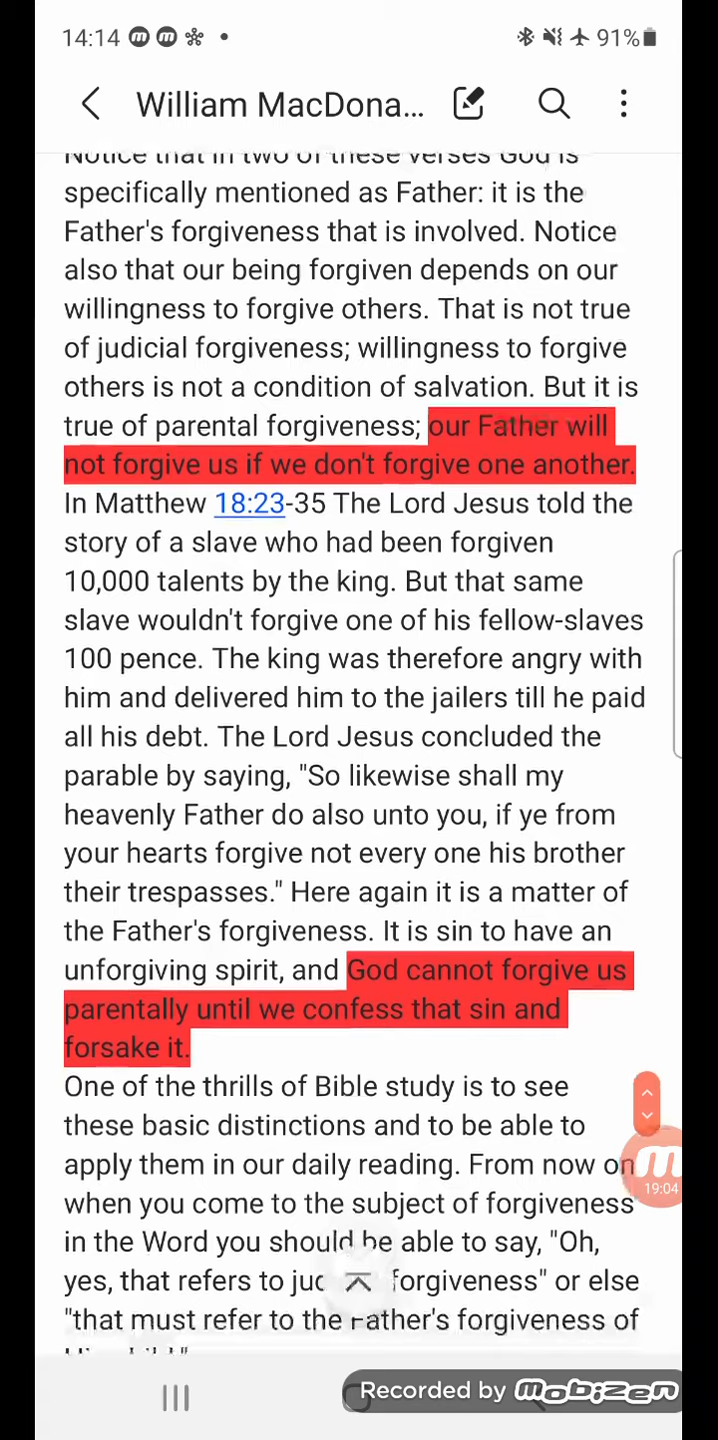 14:14
91%
William MacDona...
Notice that in two of these verses God is
specifically mentioned as Father: it is the
Father's forgiveness that is involved. Notice
also that our being forgiven depends on our
willingness to forgive others. That is not true
of judicial forgiveness; willingness to forgive
others is not a condition of salvation. But it is
true of parental forgiveness; our Father will
not forgive us if we don't forgive one another.
In Matthew 18:23-35 The Lord Jesus told the
story of a slave who had been forgiven
10,000 talents by the king. But that same
slave wouldn't forgive one of his fellow-slaves
100 pence. The king was therefore angry with
him and delivered him to the jailers till he paid
all his debt. The Lord Jesus concluded the
parable by saying, "So likewise shall my
heavenly Father do also unto you, if ye from
your hearts forgive not every one his brother
their trespasses." Here again it is a matter of
the Father's forgiveness. It is sin to have an
unforgiving spirit, and God cannot forgive us
parentally until we confess that sin and
forsake it.
One of the thrills of Bible study is to see
these basic distinctions and to be able to
apply them in our daily reading. From now on
when you come to the subject of forgiveness
19:04
in the Word you should be able to say, "Oh,
yes, that refers to forgiveness" or else
"that must refer to the Father's forgiveness of
Recorded by Mobizen